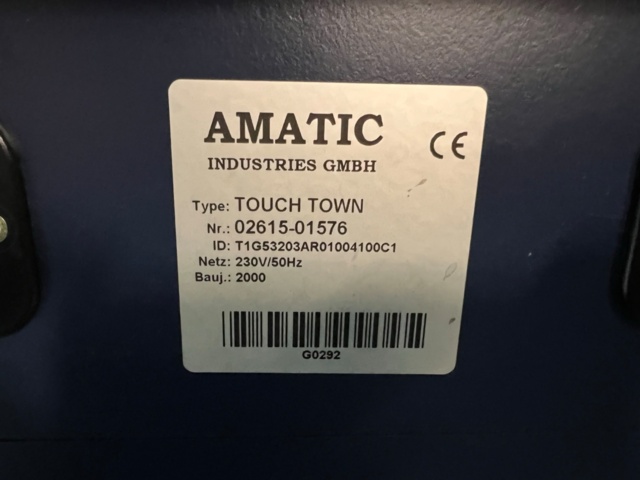 AMATIC
INDUSTRIES GMBH
CE
Type: TOUCH TOWN
Nr.: 02615-01576
ID: T1G53203AR01004100C1
Netz: 230V/50Hz
Bauj.: 2000
G0292